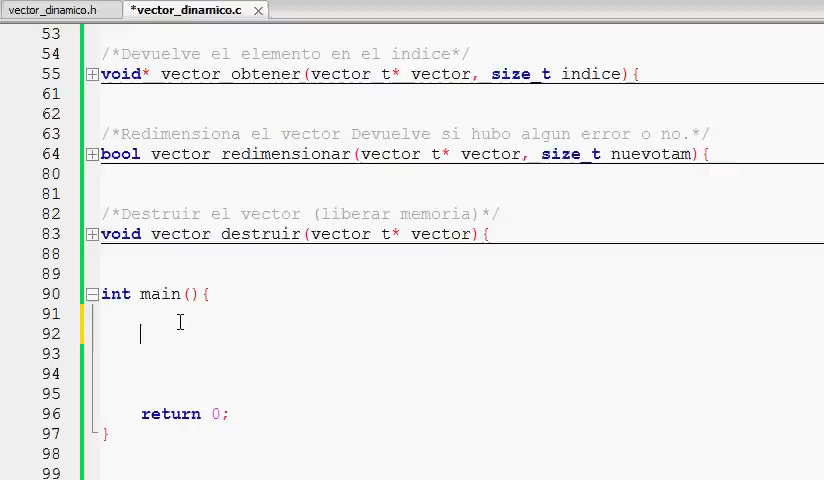 vector_dinamico.h *vector_dinamico.c
53
54 /*Devuelve el elemento en el indice*/
55 void* vector_obtener(vector_t* vector, size_t indice){
61
62
63 /*Redimensiona el vector Devuelve si hubo algun error o no.*/
64 bool vector_redimensionar(vector_t* vector, size_t nuevotam){
80
81
82 /*Destruir el vector (liberar memoria)*/
83 void vector_destruir(vector_t* vector){
88
89
90 int main(){
91
92
93
94
95
96 return 0;
97 }
98
99